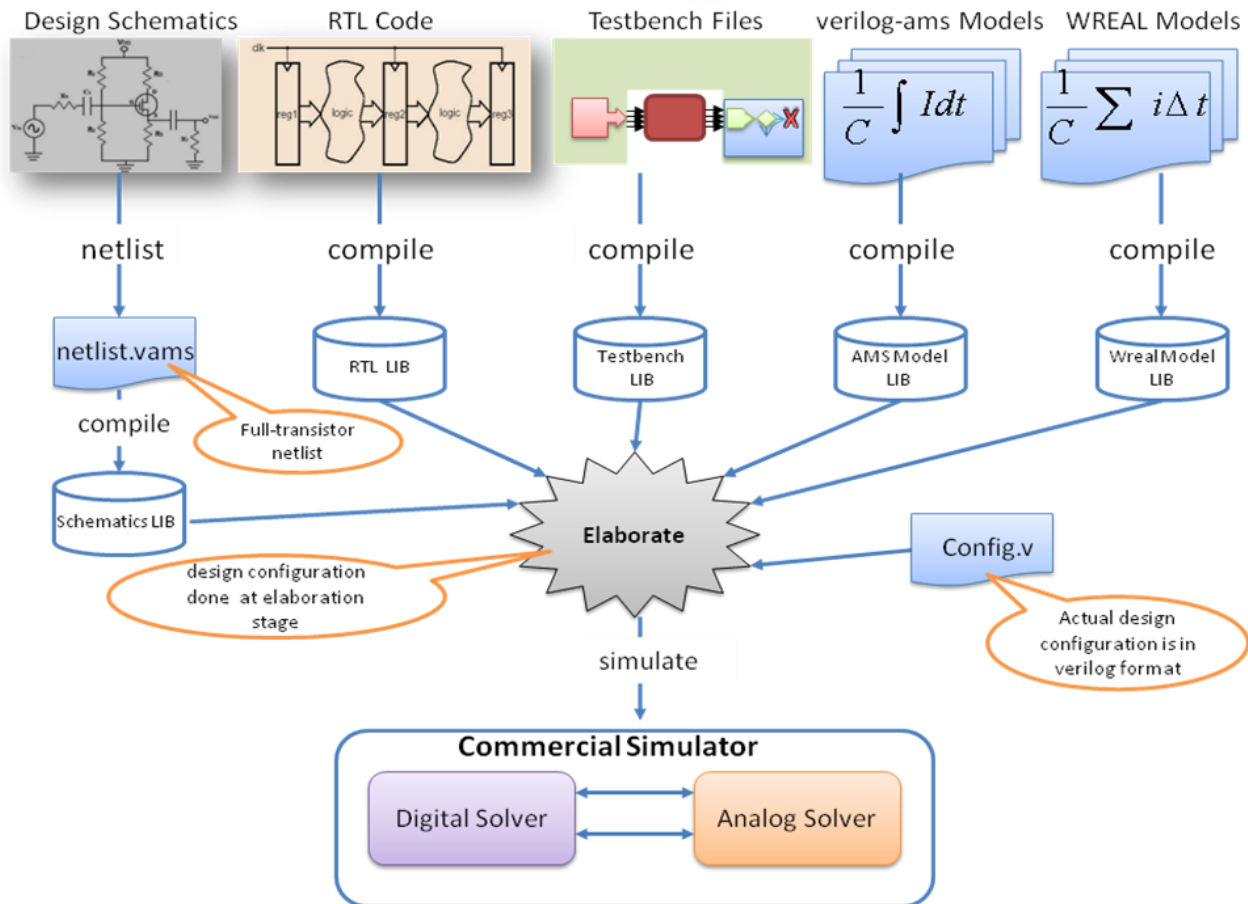 Design Schematics
RTL Code
Testbench Files
verilog-ams Models
WREAL Models
clk
reg1
logic
reg2
logic
reg3
1/C ∫ Idt
1/C ∑ iΔt
netlist
compile
compile
compile
compile
netlist.vams
RTL LIB
Testbench
LIB
AMS Model
LIB
Wreal Model
LIB
compile
Full-transistor
netlist
Schematics LIB
Elaborate
Config.v
design configuration
done at elaboration
stage
Actual design
configuration is in
verilog format
simulate
Commercial Simulator
Digital Solver
Analog Solver